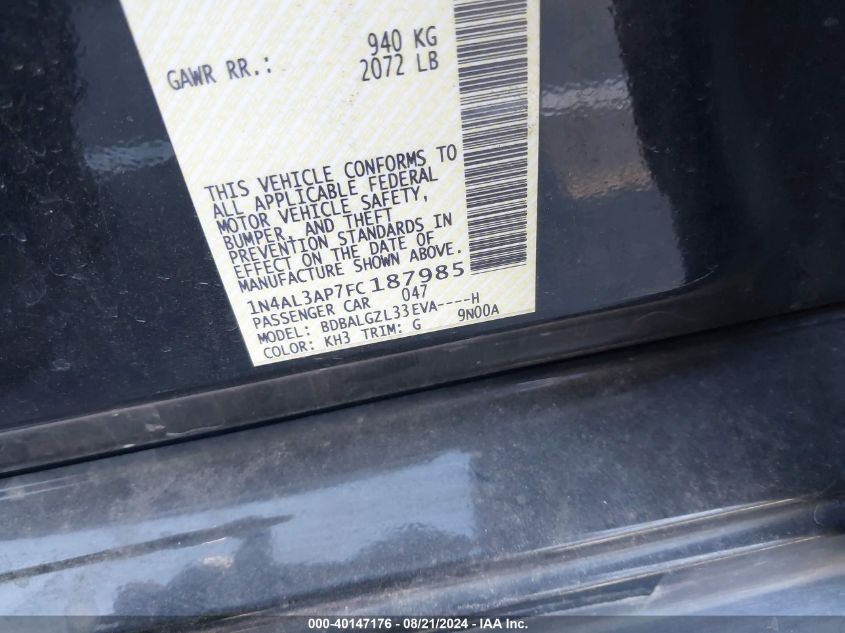 GAWR RR.: 940 KG
2072 LB
THIS VEHICLE CONFORMS TO
ALL APPLICABLE FEDERAL
MOTOR VEHICLE SAFETY,
BUMPER, AND THEFT
PREVENTION STANDARDS IN
EFFECT ON THE DATE OF
MANUFACTURE SHOWN ABOVE.
1N4AL3AP7FC187985
PASSENGER CAR 047
MODEL: BDBALGZL33EVA----H
COLOR: KH3 TRIM: G 9N00A
000-40147176 - 08/21/2024 - IAA Inc.